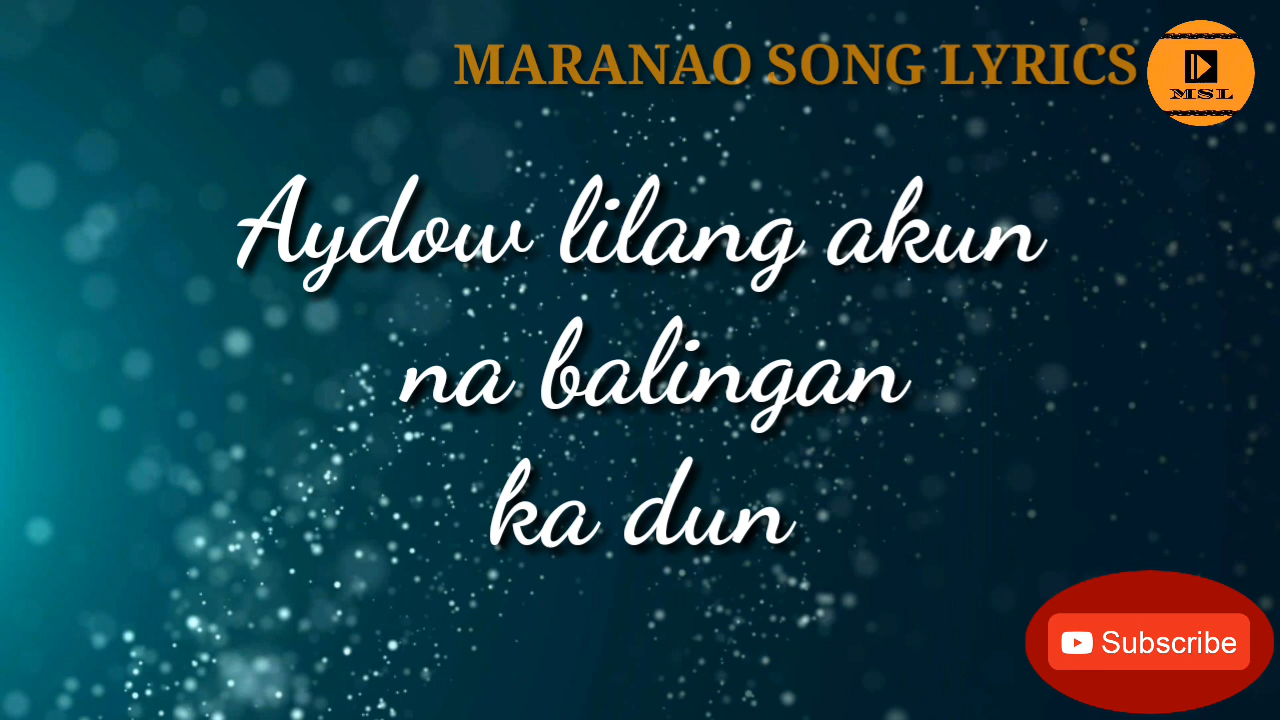 MARANAO SONG LYRICS
MSL
Aydow lilang akun
na balingan
ka dun
Subscribe